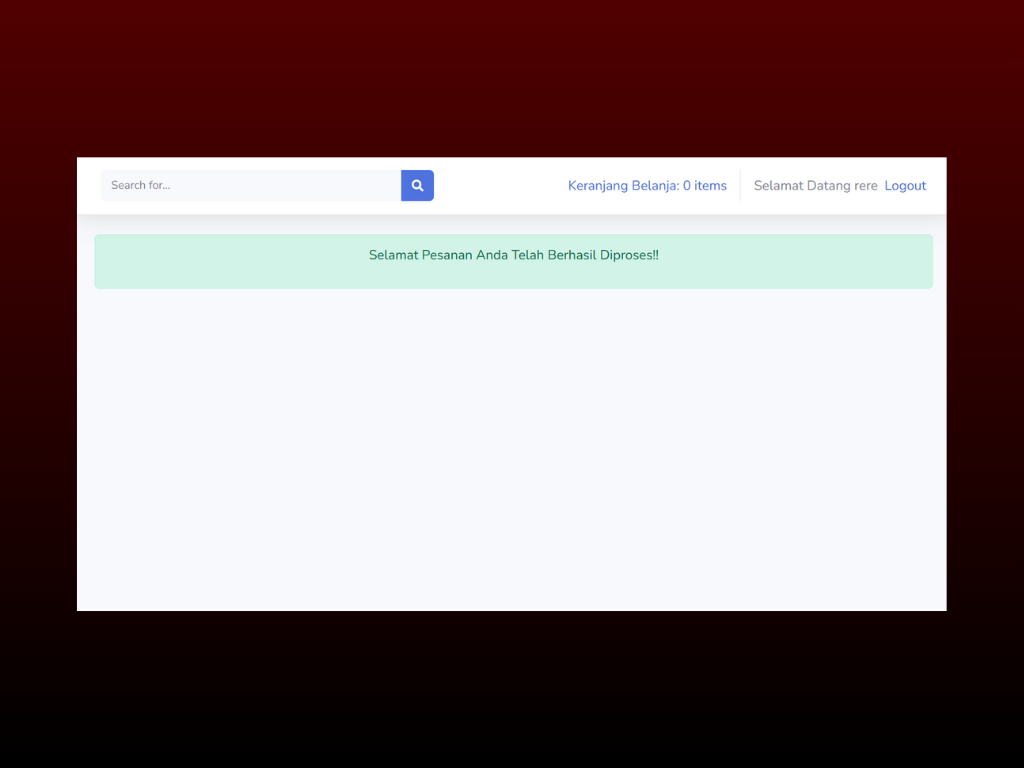 Search for...
Keranjang Belanja: 0 items
Selamat Datang rere Logout
Selamat Pesanan Anda Telah Berhasil Diproses!!